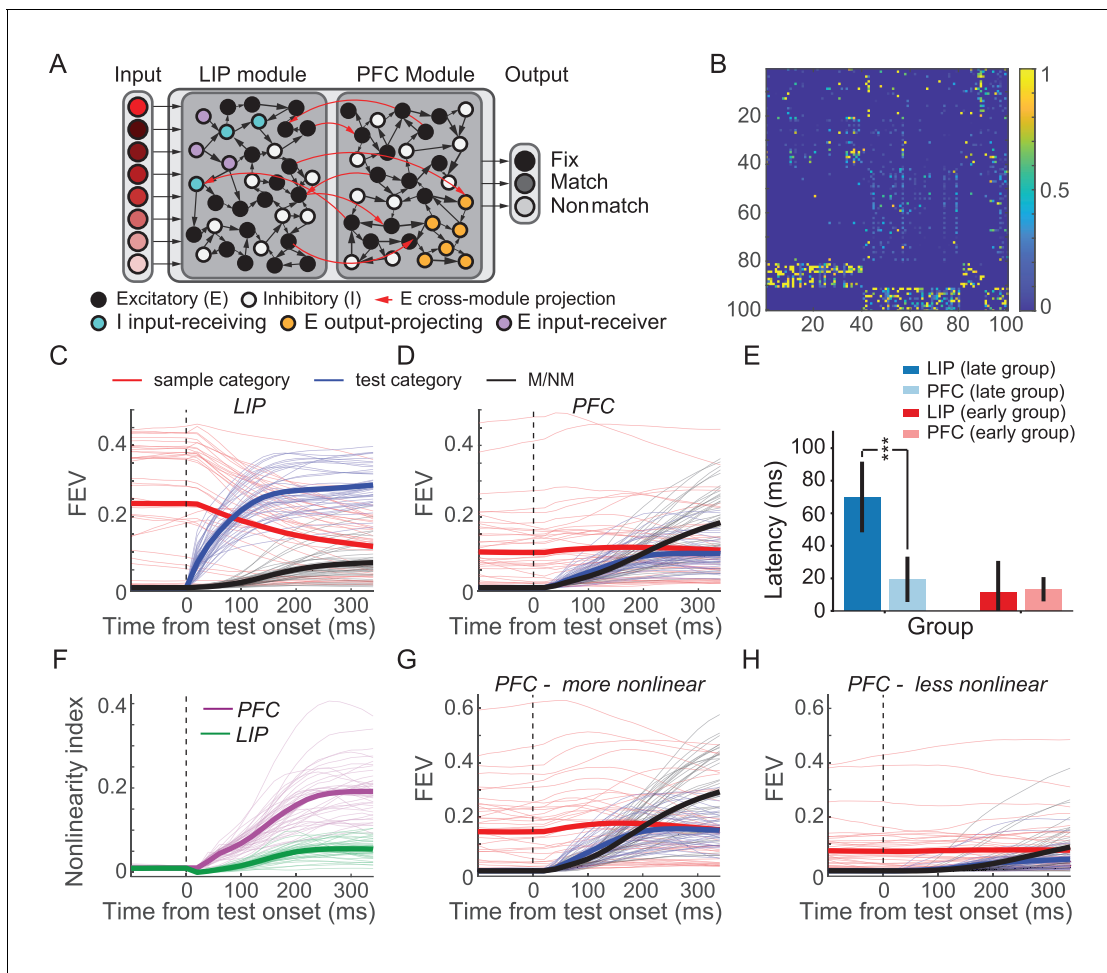 A
Input
LIP module
PFC Module
Output
Fix
Match
Nonmatch
Excitatory (E)
Inhibitory (I)
E cross-module projection
I input-receiving
E output-projecting
E input-receiver
B
20
40
60
80
100
20
40
60
80
100
1
0.5
0
C
D
sample category
test category
M/NM
LIP
FEV
0.4
0.2
0
0
100
200
300
Time from test onset (ms)
PFC
FEV
0.4
0.2
0
0
100
200
300
Time from test onset (ms)
E
LIP (late group)
PFC (late group)
LIP (early group)
PFC (early group)
Latency (ms)
100
80
60
40
20
0
***
Group
F
PFC
LIP
Nonlinearity index
0.4
0.2
0
0
100
200
300
Time from test onset (ms)
G
PFC - more nonlinear
FEV
0.6
0.4
0.2
0
0
100
200
300
Time from test onset (ms)
H
PFC - less nonlinear
FEV
0.6
0.4
0.2
0
0
100
200
300
Time from test onset (ms)